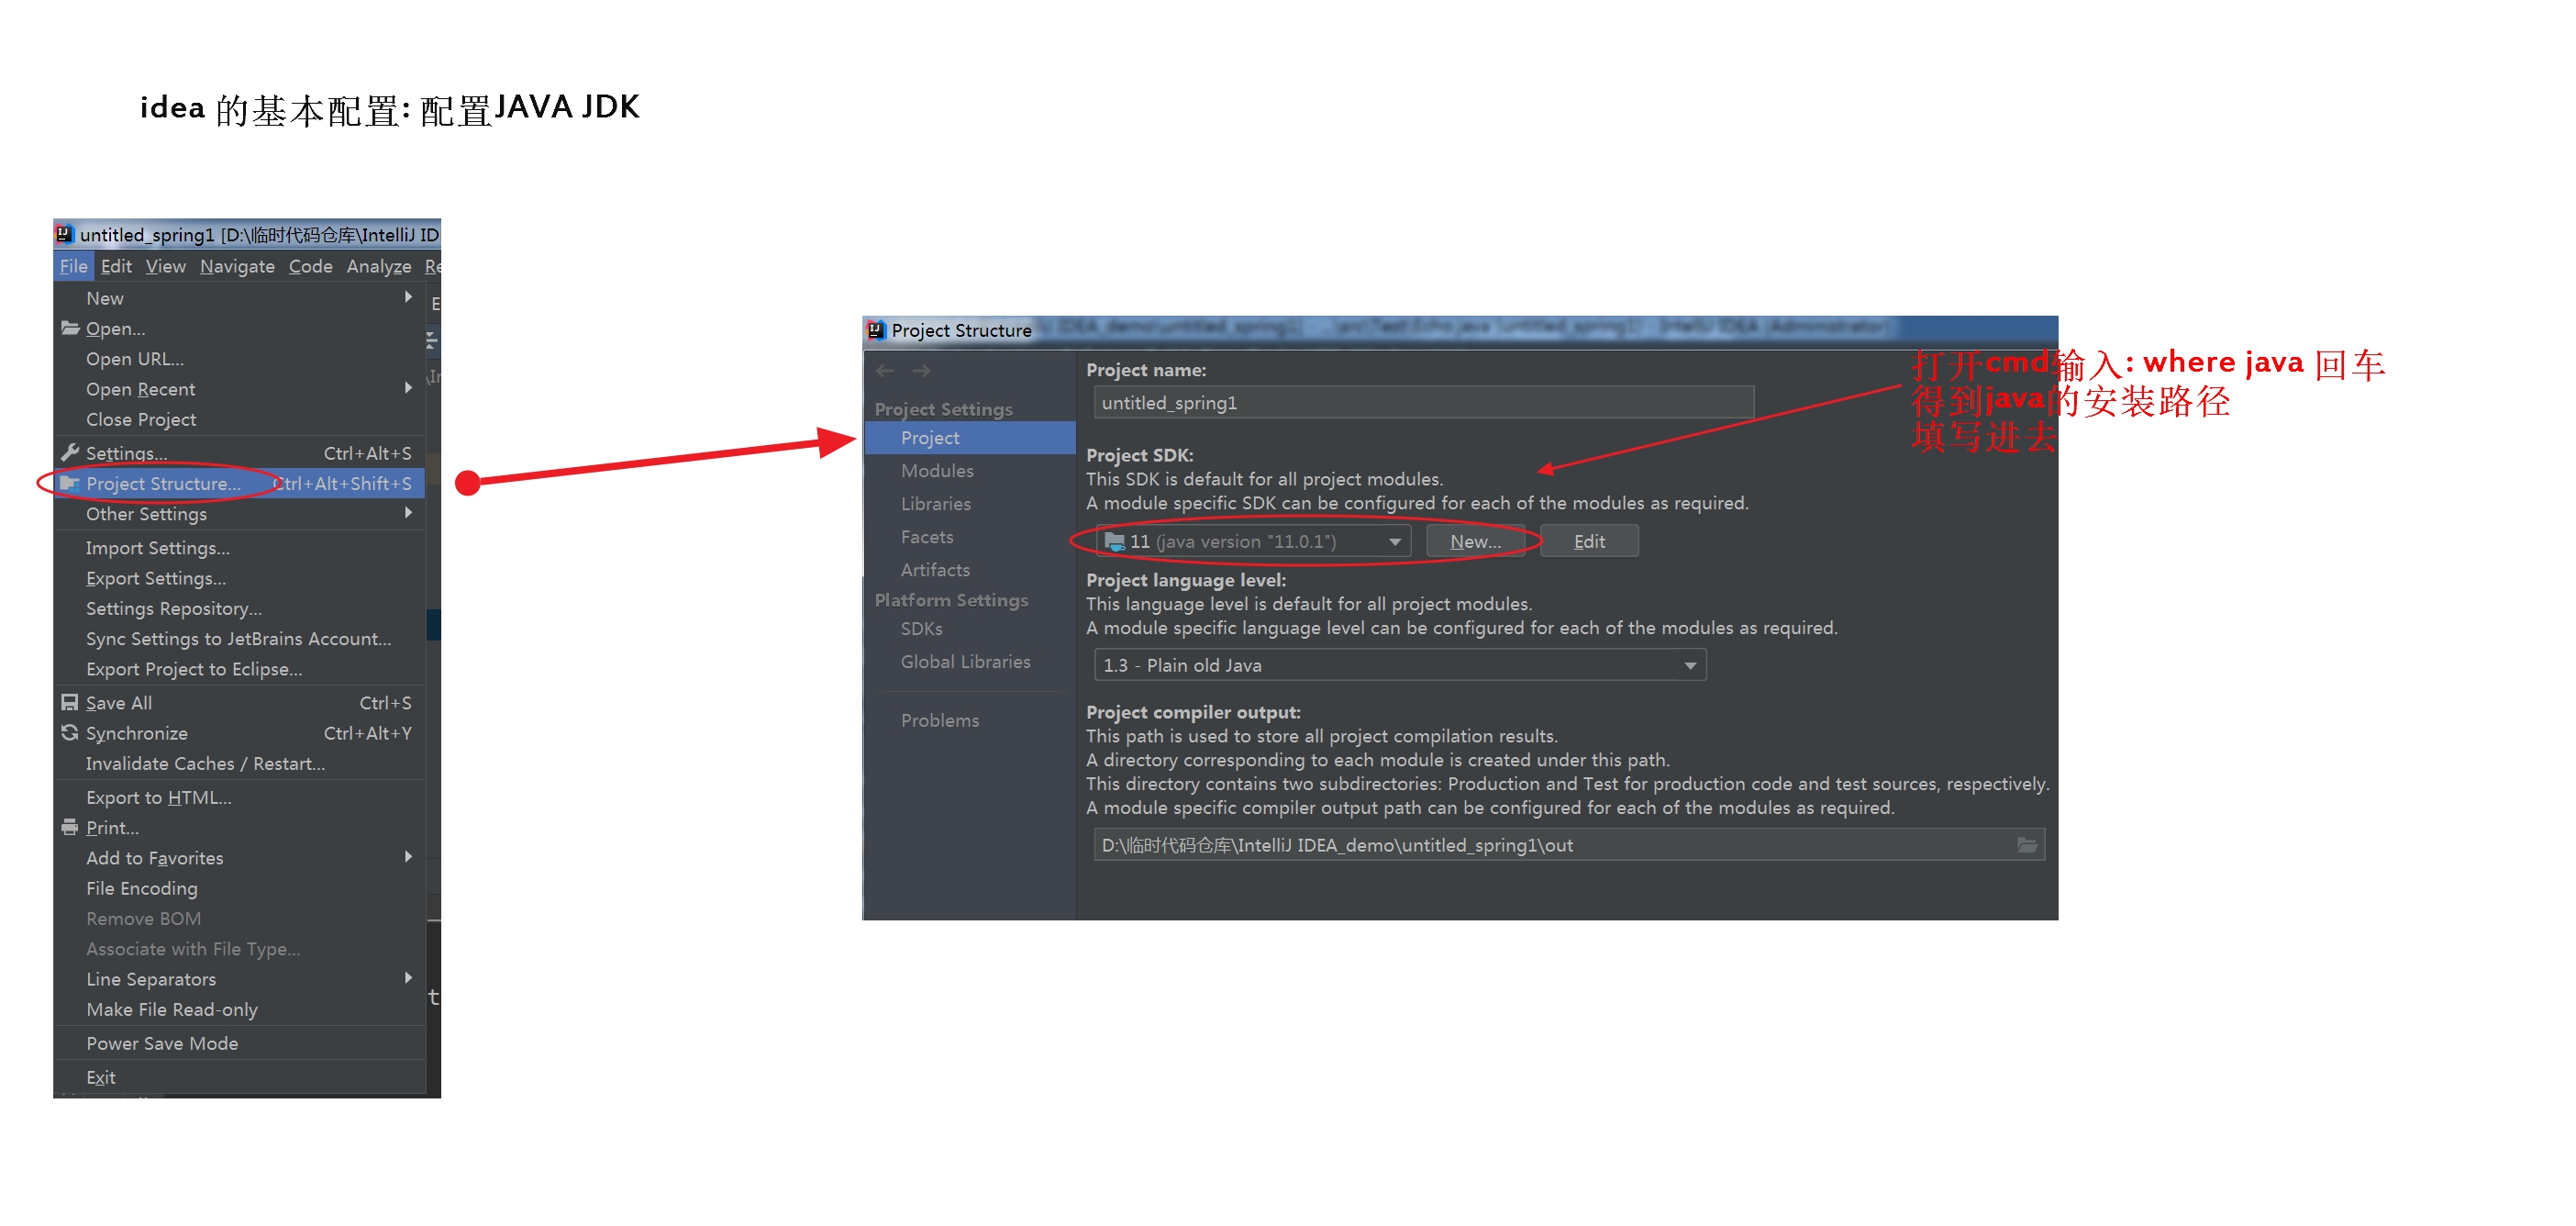 idea 的基本配置: 配置JAVA JDK
untitled_spring1 [D:\临时代码仓库\IntelliJ ID
File Edit View Navigate Code Analyze Re
New
Open...
Open URL...
Open Recent
Close Project
Settings... Ctrl+Alt+S
Project Structure... Ctrl+Alt+Shift+S
Other Settings
Import Settings...
Export Settings...
Settings Repository...
Sync Settings to JetBrains Account...
Export Project to Eclipse...
Save All Ctrl+S
Synchronize Ctrl+Alt+Y
Invalidate Caches / Restart...
Export to HTML...
Print...
Add to Favorites
File Encoding
Remove BOM
Associate with File Type...
Line Separators
Make File Read-only
Power Save Mode
Exit
Project Structure
Project Settings
Project
Modules
Libraries
Facets
Artifacts
Platform Settings
SDKs
Global Libraries
Problems
Project name:
untitled_spring1
Project SDK:
This SDK is default for all project modules.
A module specific SDK can be configured for each of the modules as required.
11 (java version "11.0.1") New... Edit
Project language level:
This language level is default for all project modules.
A module specific language level can be configured for each of the modules as required.
1.3 - Plain old Java
Project compiler output:
This path is used to store all project compilation results.
A directory corresponding to each module is created under this path.
This directory contains two subdirectories: Production and Test for production code and test sources, respectively.
A module specific compiler output path can be configured for each of the modules as required.
D:\临时代码仓库\IntelliJ IDEA_demo\untitled_spring1\out
打开cmd输入: where java 回车
得到java的安装路径
填写进去